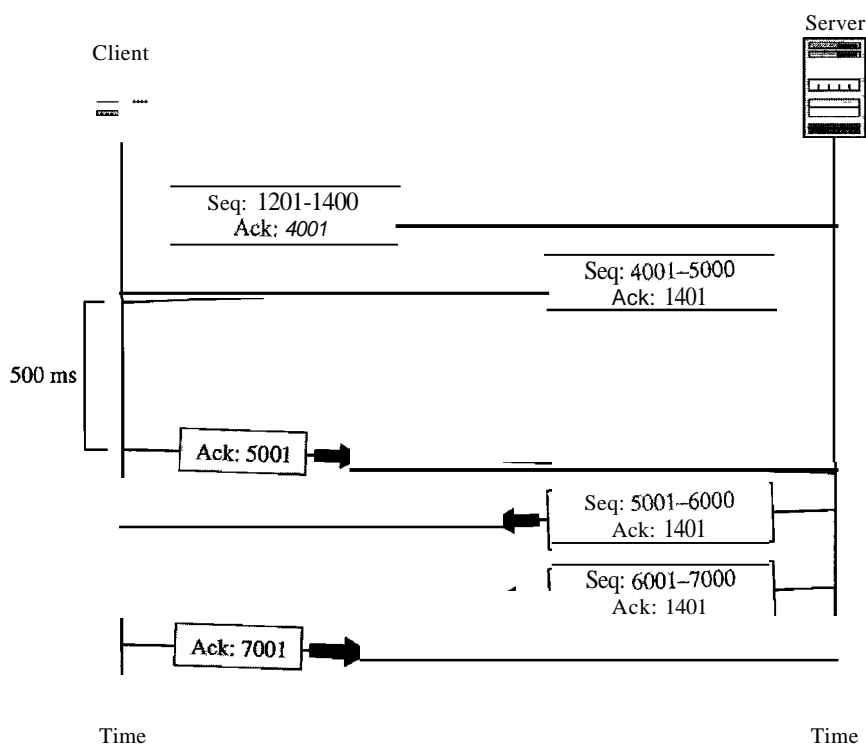 Server
Client
Seq: 1201-1400
Ack: 4001
Seq: 4001–5000
Ack: 1401
500 ms
Ack: 5001
Seq: 5001–6000
Ack: 1401
Seq: 6001–7000
Ack: 1401
Ack: 7001
Time
Time